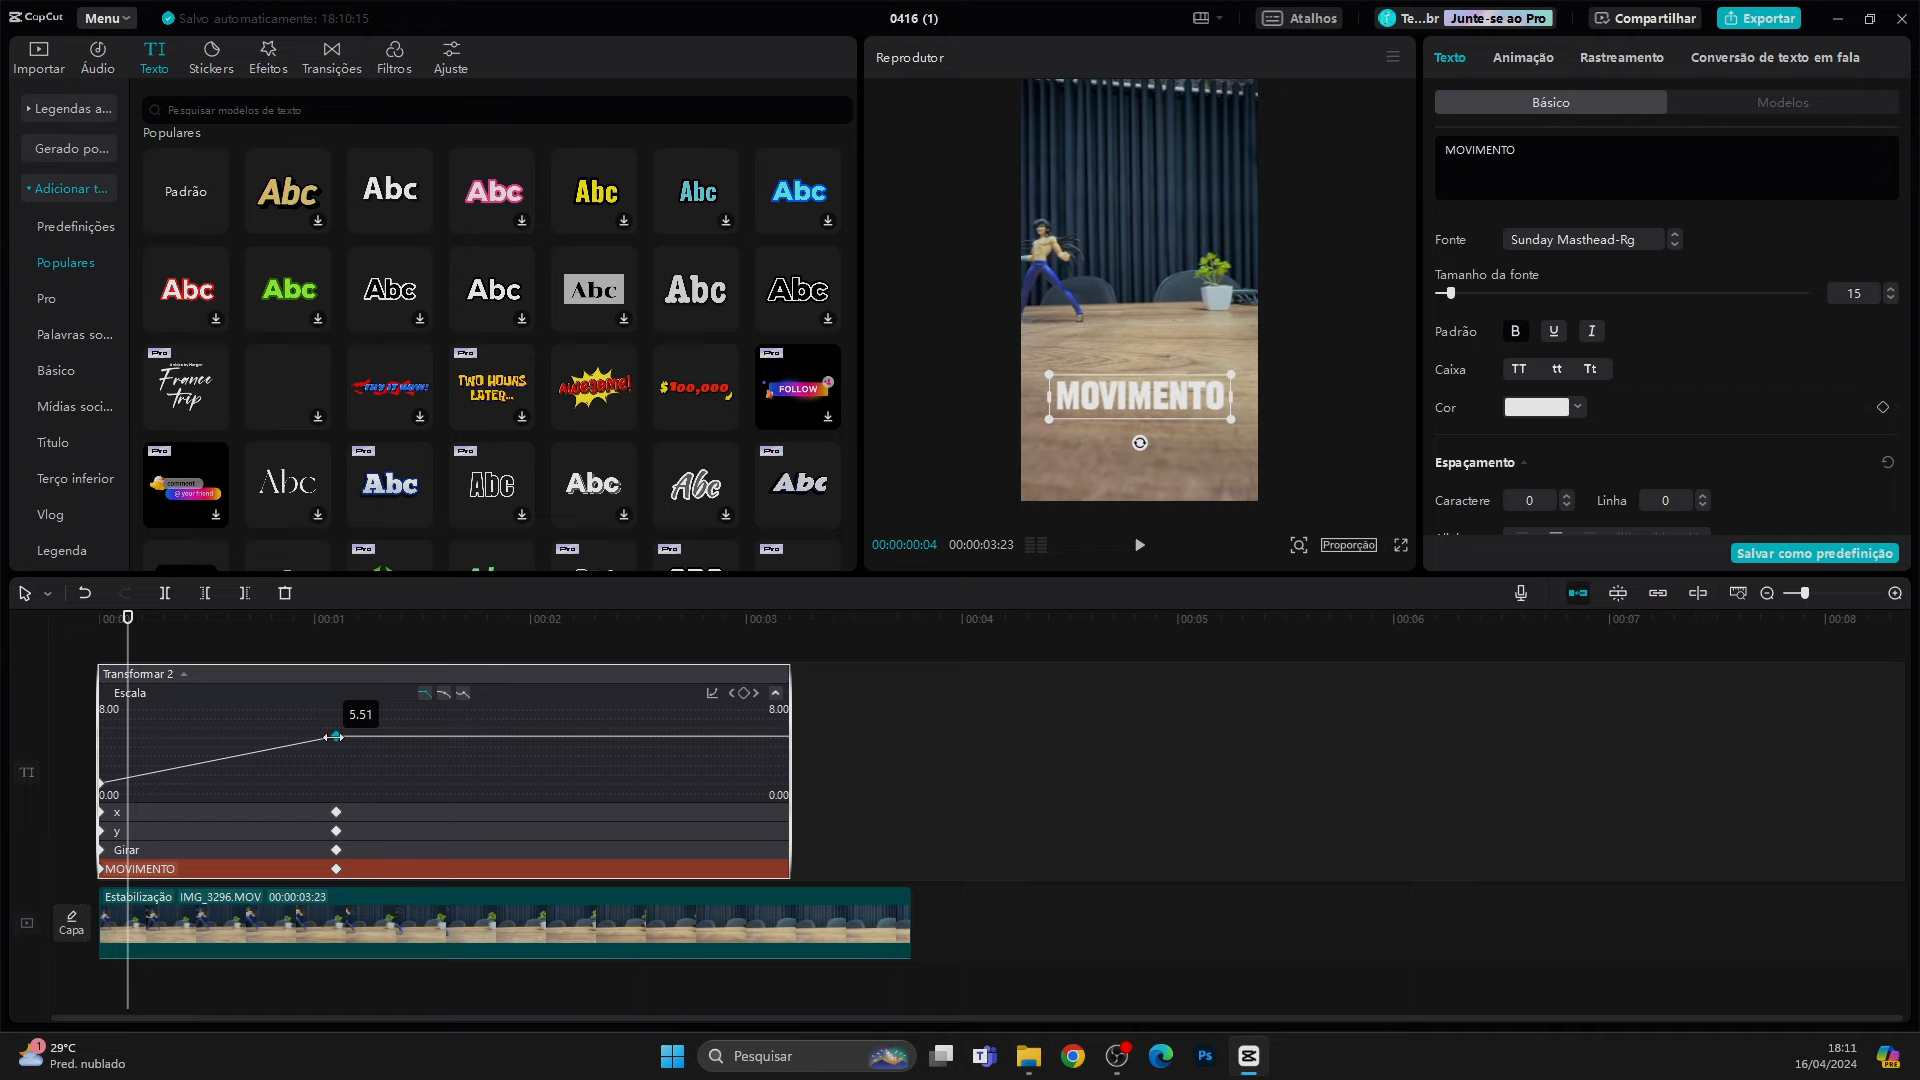 CapCut
Menu
Salvo automaticamente: 18:10:15
0416 (1)
Atalhos
Te...br
Junte-se ao Pro
Compartilhar
Exportar
Importar
Áudio
TI
Texto
Stickers
Efeitos
Transições
Filtros
Ajuste
Legendas a...
Gerado po...
Adicionar t...
Predefinições
Populares
Pro
Palavras so...
Básico
Mídias soci...
Título
Terço inferior
Vlog
Legenda
Pesquisar modelos de texto
Populares
Padrão
Abc
Abc
Abc
Abc
Abc
Abc
Abc
Abc
Abc
Abc
Abc
Abc
Abc
Pro
France trip
TRY IT NOW!
Pro
TWO HOURS LATER...
AWESOME!
$100,000,
Pro
FOLLOW
Pro
comment
@your friend
Abc
Pro
Abc
Pro
Abc
Abc
Abc
Pro
Abc
Pro
Pro
Pro
Pro
Reprodutor
MOVIMENTO
00:00:00:04
00:00:03:23
Proporção
Texto
Animação
Rastreamento
Conversão de texto em fala
Básico
Modelos
MOVIMENTO
Fonte
Sunday Masthead-Rg
Tamanho da fonte
15
Padrão
B
U
I
Caixa
TT
tt
Tt
Cor
Espaçamento
Caractere
0
Linha
0
Salvar como predefinição
00:01
00:02
00:03
00:04
00:05
00:06
00:07
00:08
Transformar 2
Escala
8.00
8.00
5.51
0.00
0.00
x
y
Girar
MOVIMENTO
TI
Estabilização
IMG_3296.MOV
00:00:03:23
Capa
1
29°C
Pred. nublado
Pesquisar
Ps
PRE
18:11
16/04/2024